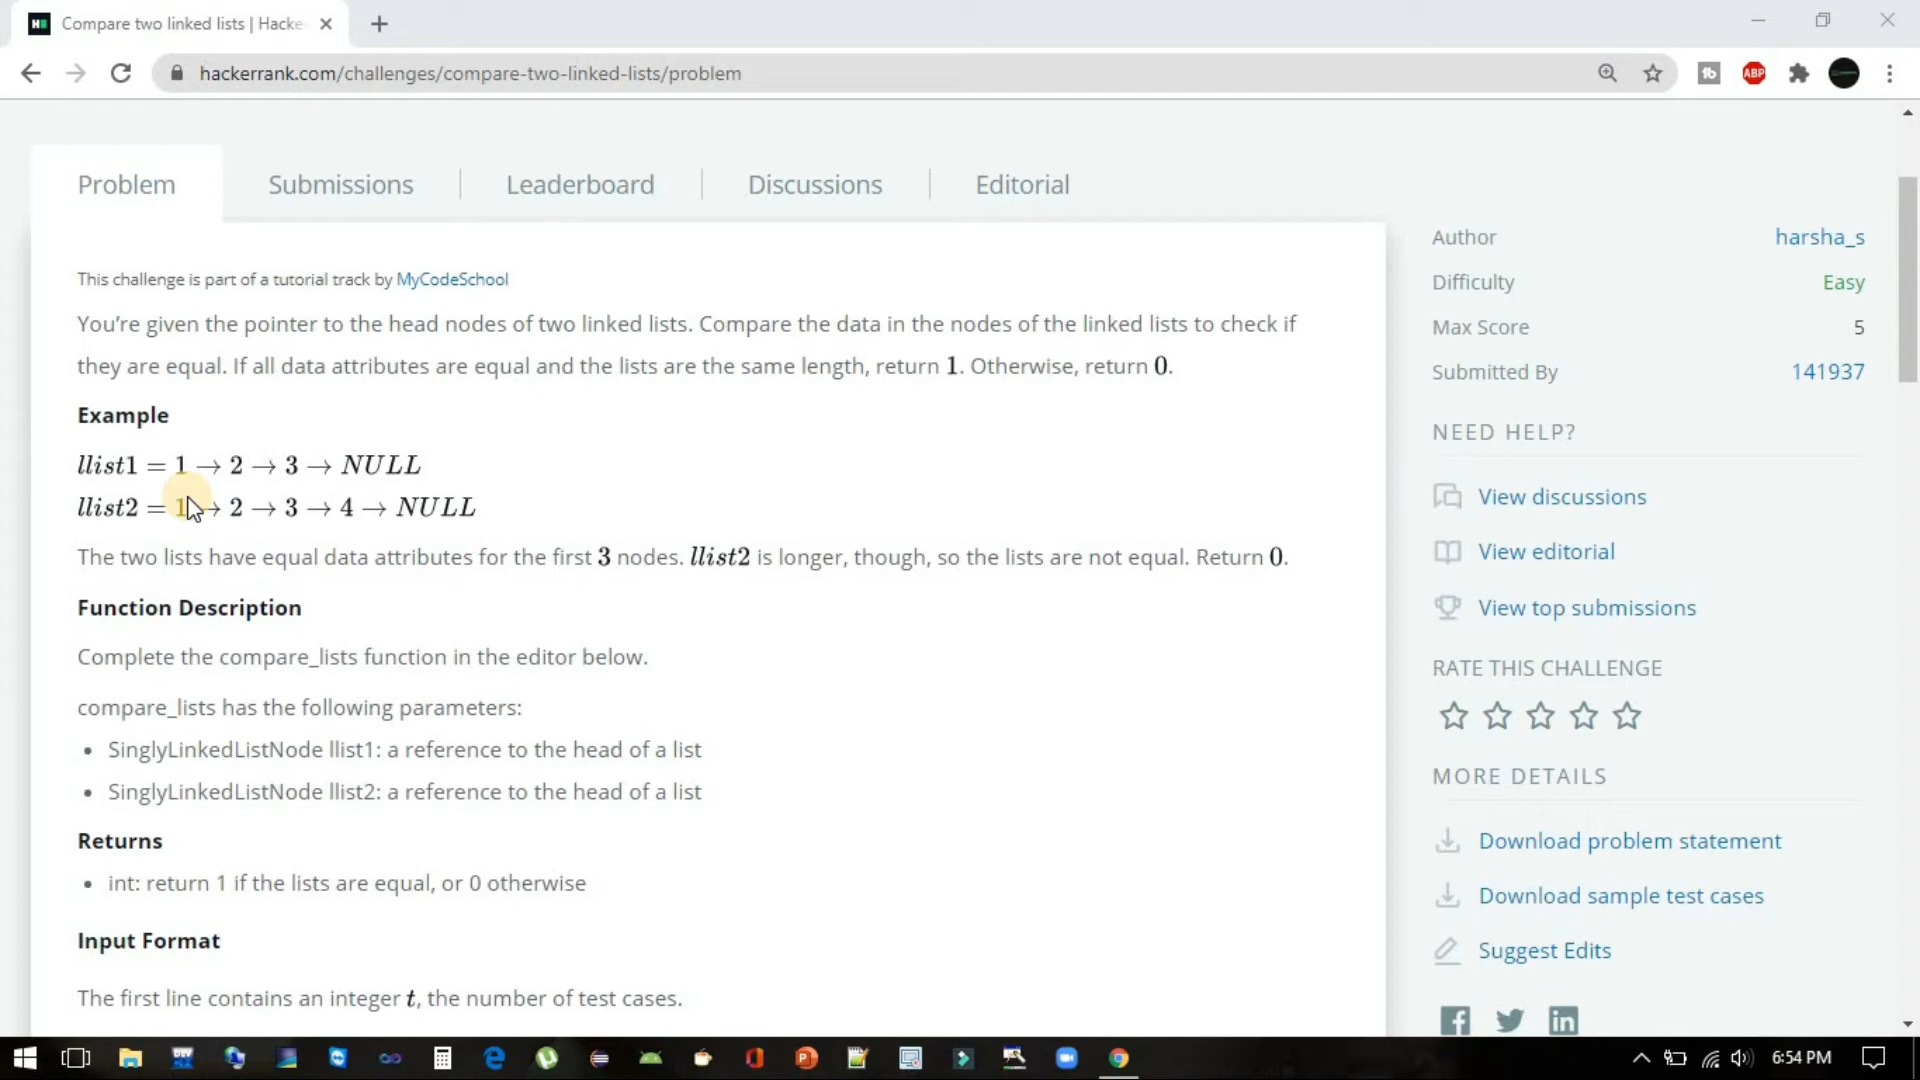 Compare two linked lists | Hacke
hackerrank.com/challenges/compare-two-linked-lists/problem
ABP
Problem
Submissions
Leaderboard
Discussions
Editorial
This challenge is part of a tutorial track by MyCodeSchool
You're given the pointer to the head nodes of two linked lists. Compare the data in the nodes of the linked lists to check if
they are equal. If all data attributes are equal and the lists are the same length, return 1. Otherwise, return 0.
Example
llist1 = 1 → 2 → 3 → NULL
llist2 = 1 → 2 → 3 → 4 → NULL
The two lists have equal data attributes for the first 3 nodes. llist2 is longer, though, so the lists are not equal. Return 0.
Function Description
Complete the compare_lists function in the editor below.
compare_lists has the following parameters:
• SinglyLinkedListNode llist1: a reference to the head of a list
• SinglyLinkedListNode llist2: a reference to the head of a list
Returns
• int: return 1 if the lists are equal, or 0 otherwise
Input Format
The first line contains an integer t, the number of test cases.
Author harsha_s
Difficulty Easy
Max Score 5
Submitted By 141937
NEED HELP?
View discussions
View editorial
View top submissions
RATE THIS CHALLENGE
MORE DETAILS
Download problem statement
Download sample test cases
Suggest Edits
6:54 PM